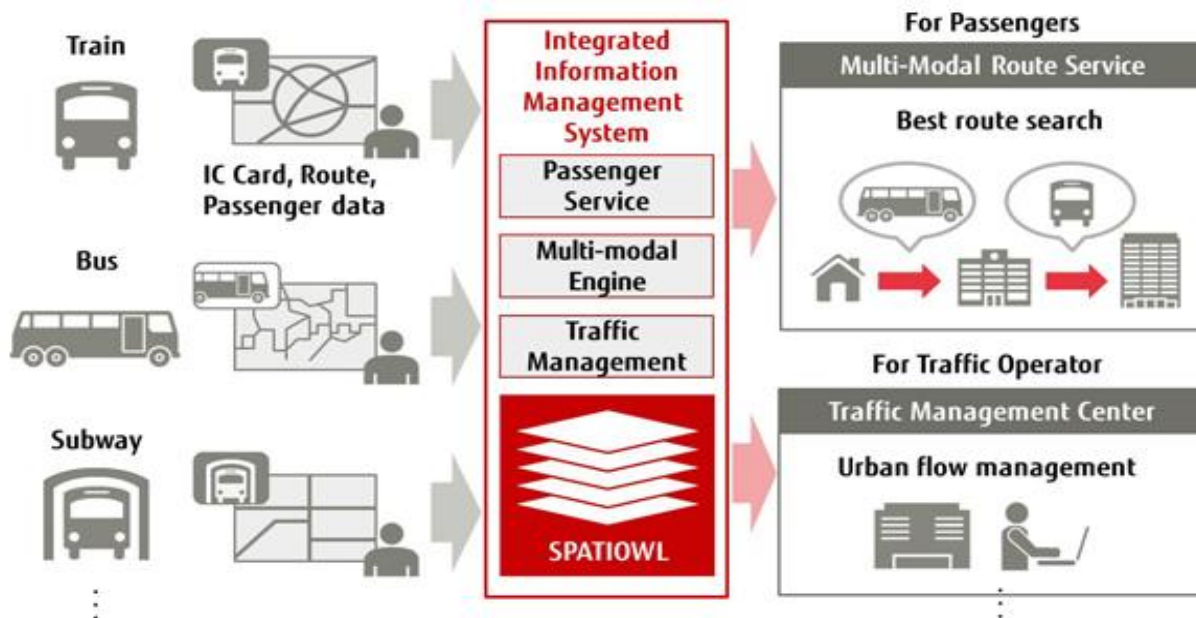 Train
IC Card, Route,
Passenger data
Bus
Subway
Integrated
Information
Management
System
Passenger
Service
Multi-modal
Engine
Traffic
Management
SPATIOWL
For Passengers
Multi-Modal Route Service
Best route search
For Traffic Operator
Traffic Management Center
Urban flow management